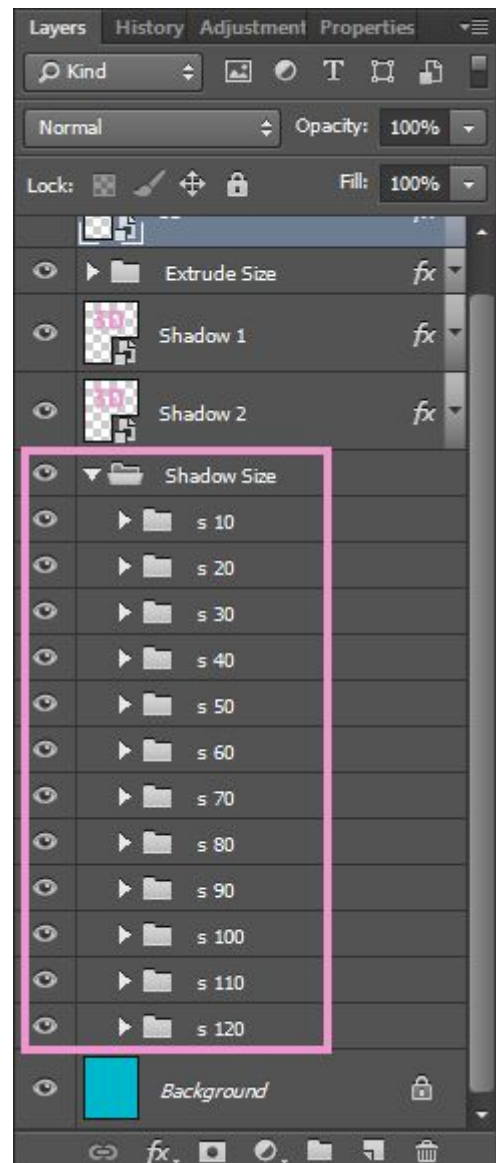 Layers History Adjustment Properties
Kind T
Normal Opacity: 100%
Lock: Fill: 100%
Extrude Size fx
Shadow 1 fx
Shadow 2 fx
Shadow Size
s 10
s 20
s 30
s 40
s 50
s 60
s 70
s 80
s 90
s 100
s 110
s 120
Background
fx.